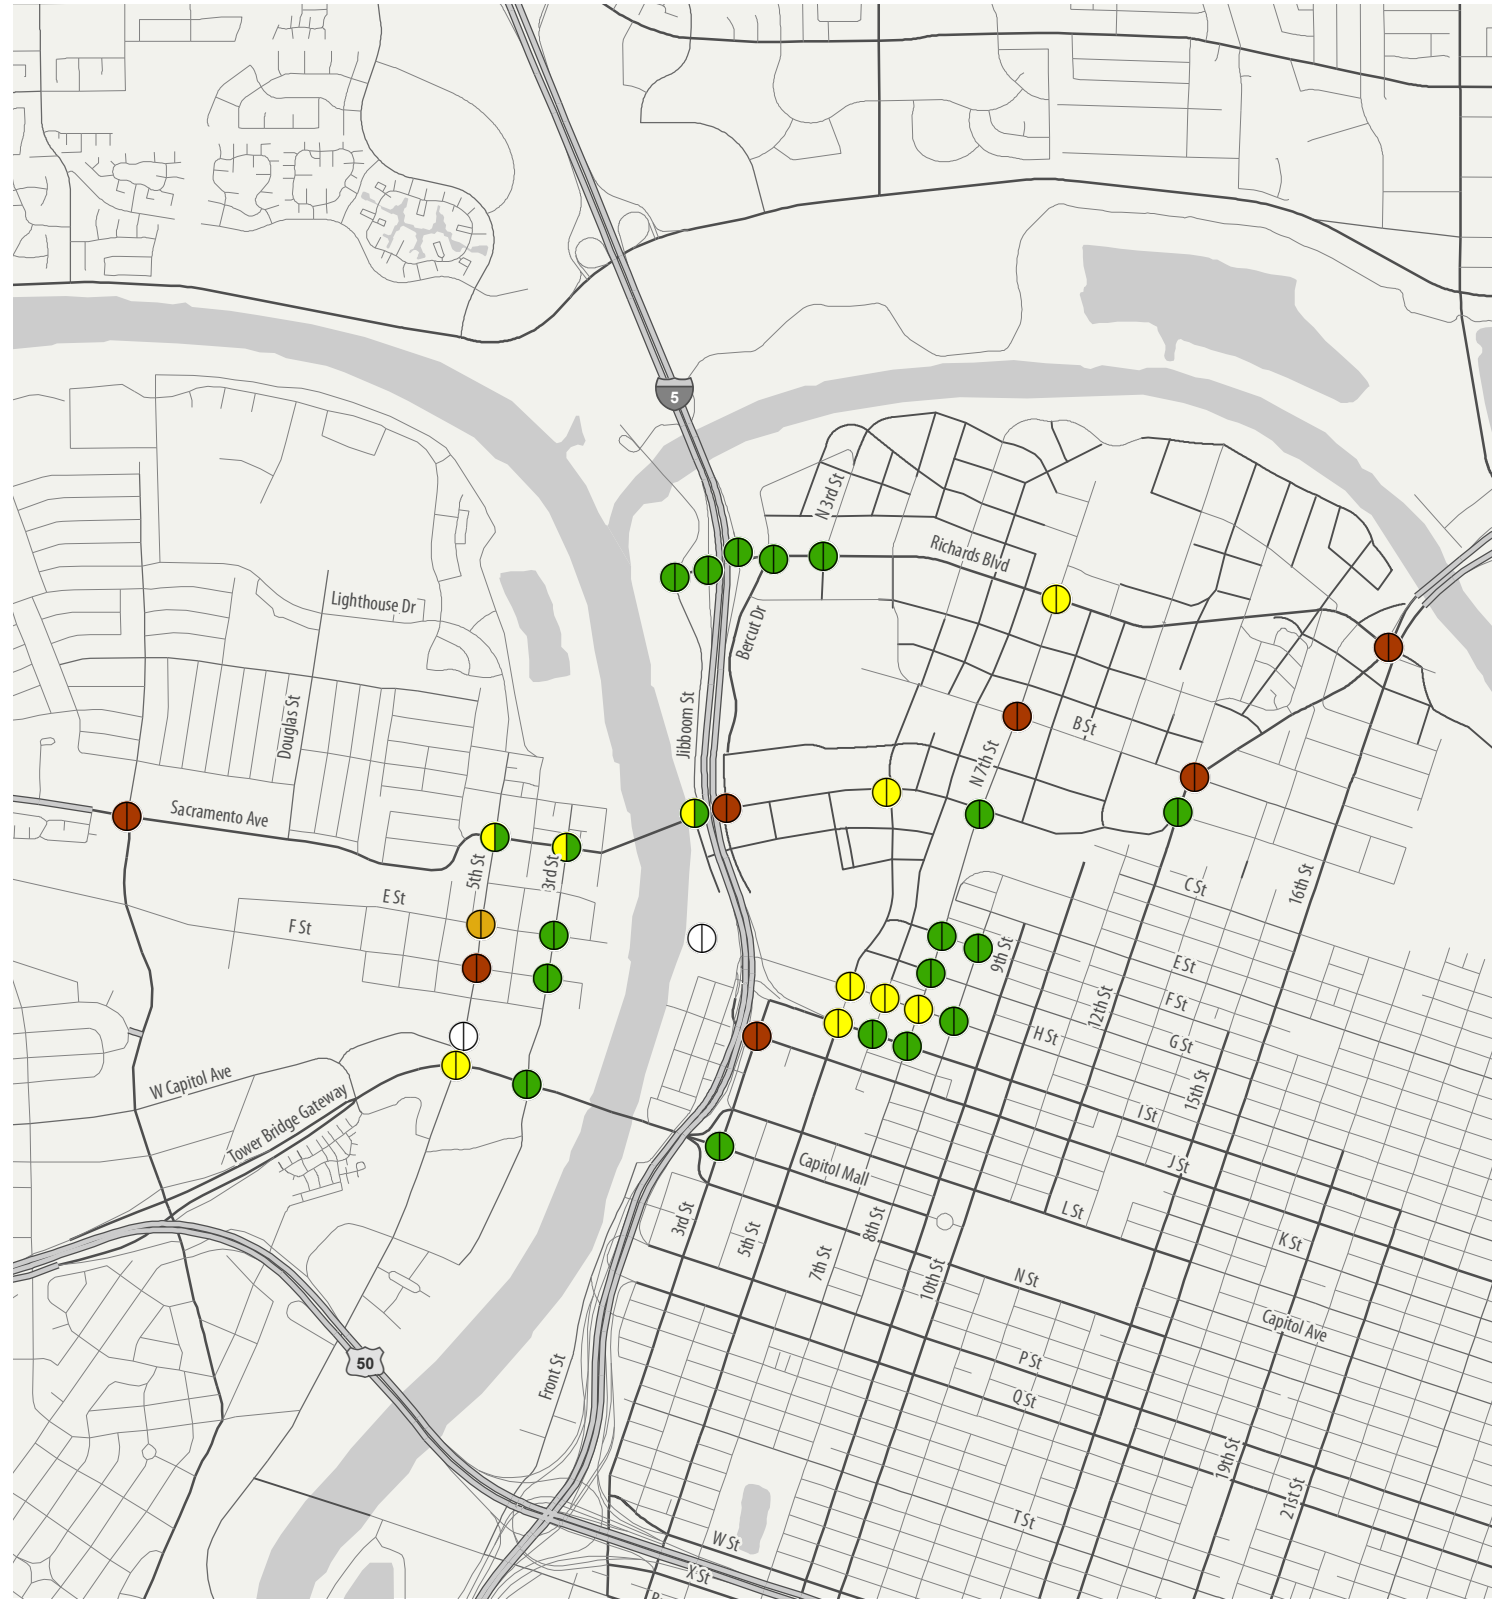 5
N 3rd St
Richards Blvd
Lighthouse Dr
Bercut Dr
Douglas St
Jibboom St
B St
N 7th St
Sacramento Ave
5th St
3rd St
E St
F St
16th St
C St
9th St
E St
F St
12th St
G St
H St
15th St
W Capitol Ave
Tower Bridge Gateway
I St
J St
Capitol Mall
L St
3rd St
5th St
8th St
7th St
10th St
K St
N St
Capitol Ave
50
Front St
P St
Q St
19th St
21st St
T St
W St
X St